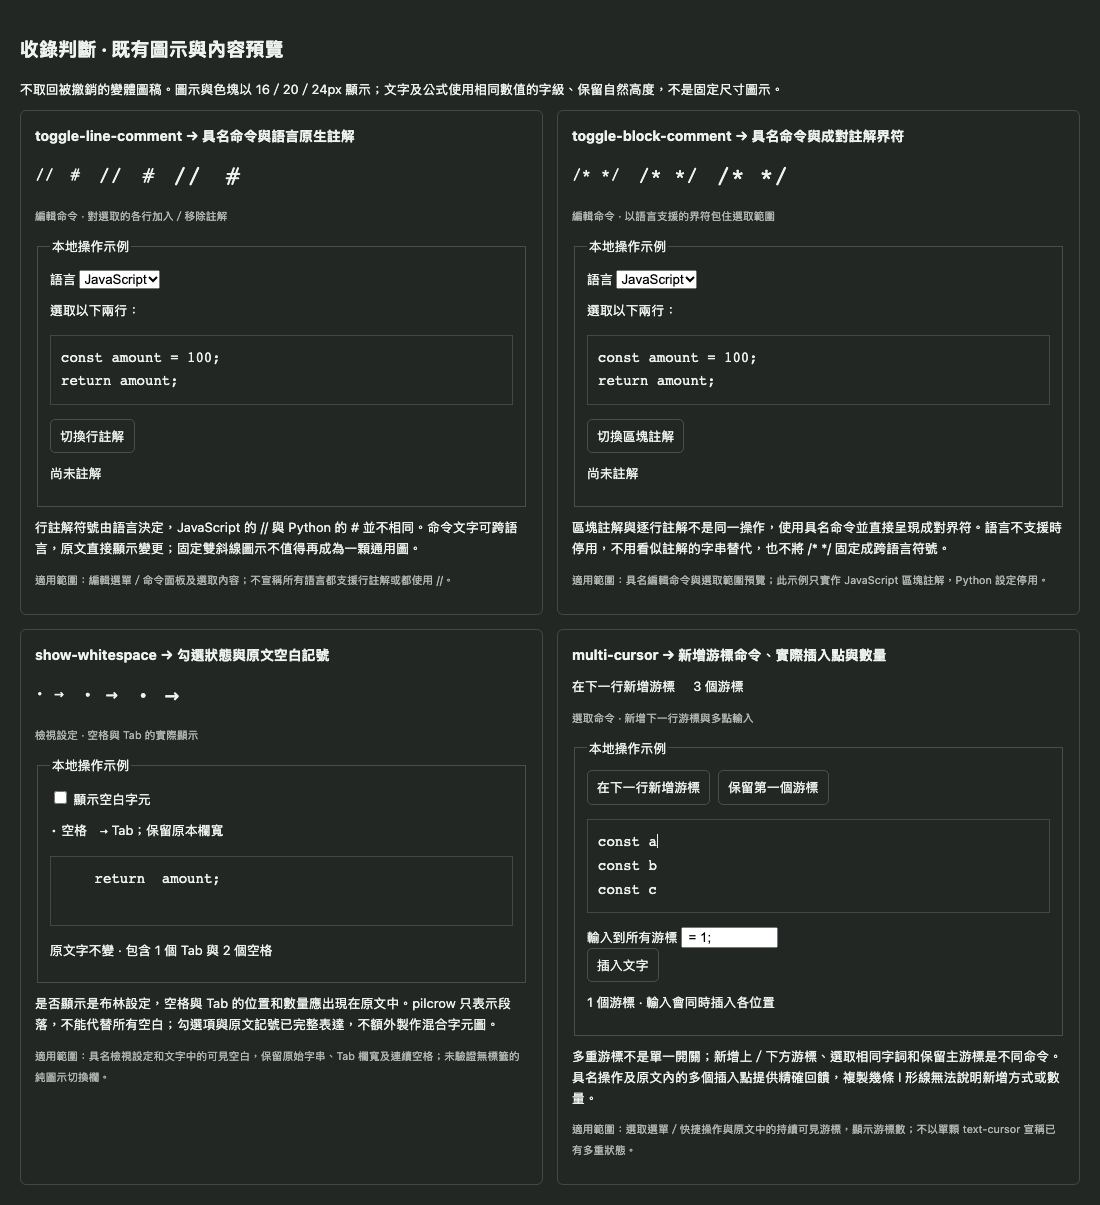 收錄判斷 · 既有圖示與內容預覽
不取回被撤銷的變體圖稿。圖示與色塊以 16 / 20 / 24px 顯示；文字及公式使用相同數值的字級、保留自然高度，不是固定尺寸圖示。
toggle-line-comment → 具名命令與語言原生註解
// # // # // #
編輯命令 · 對選取的各行加入 / 移除註解
本地操作示例
語言 JavaScript
選取以下兩行：
const amount = 100;
return amount;
切換行註解
尚未註解
行註解符號由語言決定，JavaScript 的 // 與 Python 的 # 並不相同。命令文字可跨語
言，原文直接顯示變更；固定雙斜線圖示不值得再成為一顆通用圖。
適用範圍：編輯選單 / 命令面板及選取內容；不宣稱所有語言都支援行註解或都使用 //。
toggle-block-comment → 具名命令與成對註解界符
/* */ /* */ /* */
編輯命令 · 以語言支援的界符包住選取範圍
本地操作示例
語言 JavaScript
選取以下兩行：
const amount = 100;
return amount;
切換區塊註解
尚未註解
區塊註解與逐行註解不是同一操作，使用具名命令並直接呈現成對界符。語言不支援時
停用，不用看似註解的字串替代，也不將 /* */ 固定成跨語言符號。
適用範圍：具名編輯命令與選取範圍預覽；此示例只實作 JavaScript 區塊註解，Python 設定停用。
show-whitespace → 勾選狀態與原文空白記號
· → · → · →
檢視設定 · 空格與 Tab 的實際顯示
本地操作示例
顯示空白字元
· 空格 → Tab；保留原本欄寬
return  amount;
原文字不變 · 包含 1 個 Tab 與 2 個空格
是否顯示是布林設定，空格與 Tab 的位置和數量應出現在原文中。pilcrow 只表示段
落，不能代替所有空白；勾選項與原文記號已完整表達，不額外製作混合字元圖。
適用範圍：具名檢視設定和文字中的可見空白，保留原始字串、Tab 欄寬及連續空格；未驗證無標籤的
純圖示切換欄。
multi-cursor → 新增游標命令、實際插入點與數量
在下一行新增游標 3 個游標
選取命令 · 新增下一行游標與多點輸入
本地操作示例
在下一行新增游標 保留第一個游標
const a
const b
const c
輸入到所有游標 = 1;
插入文字
1 個游標 · 輸入會同時插入各位置
多重游標不是單一開關；新增上 / 下方游標、選取相同字詞和保留主游標是不同命令。
具名操作及原文內的多個插入點提供精確回饋，複製幾條 I 形線無法說明新增方式或數
量。
適用範圍：選取選單 / 快捷操作與原文中的持續可見游標，顯示游標數；不以單顆 text-cursor 宣稱已
有多重狀態。